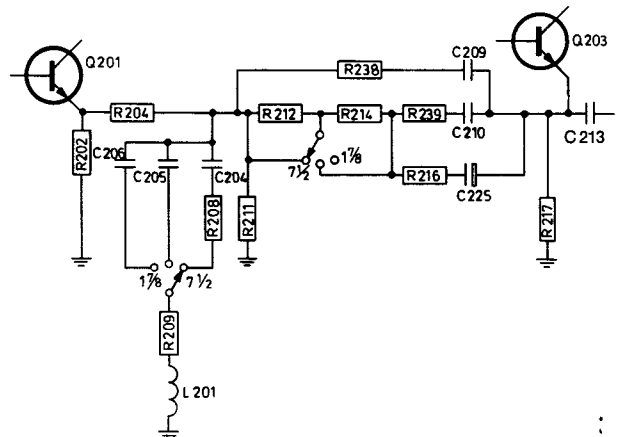 Q201
Q203
C209
R238
R204
R212
R214
R239
C210
C213
R202
C206
C205
C204
7½
1⅞
R216
C225
R208
R211
R217
1⅞
7½
R209
L201